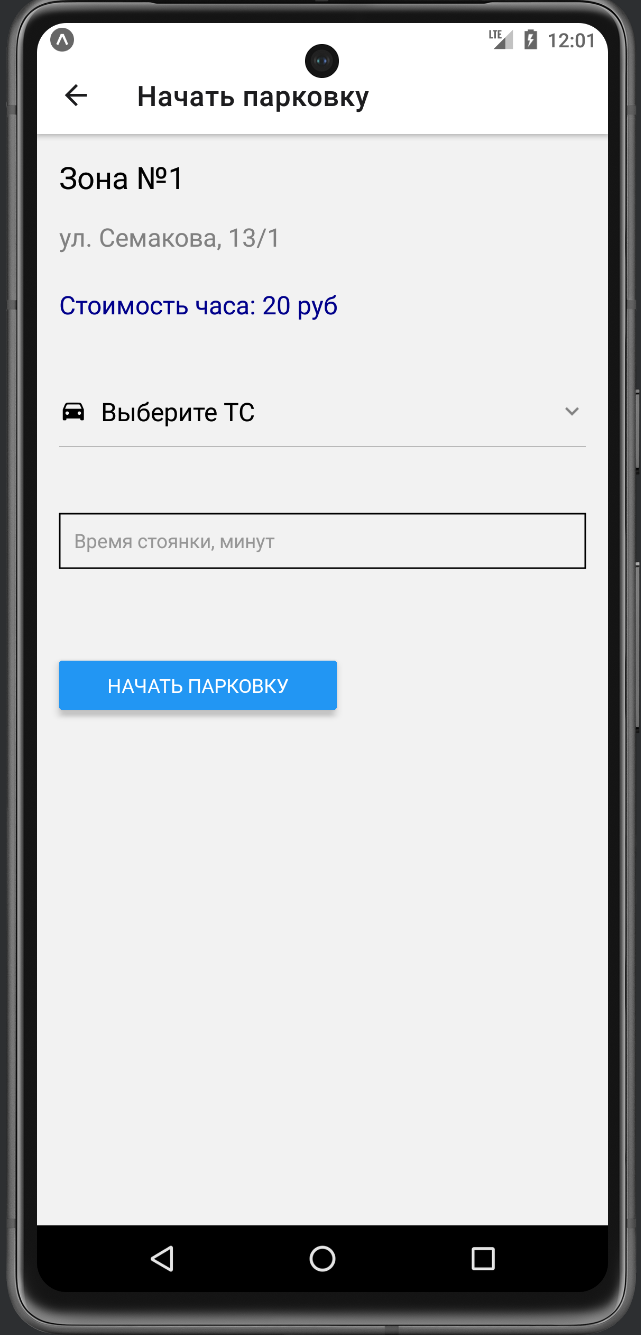 LTE 12:01
Начать парковку
Зона №1
ул. Семакова, 13/1
Стоимость часа: 20 руб
Выберите ТС
Время стоянки, минут
НАЧАТЬ ПАРКОВКУ